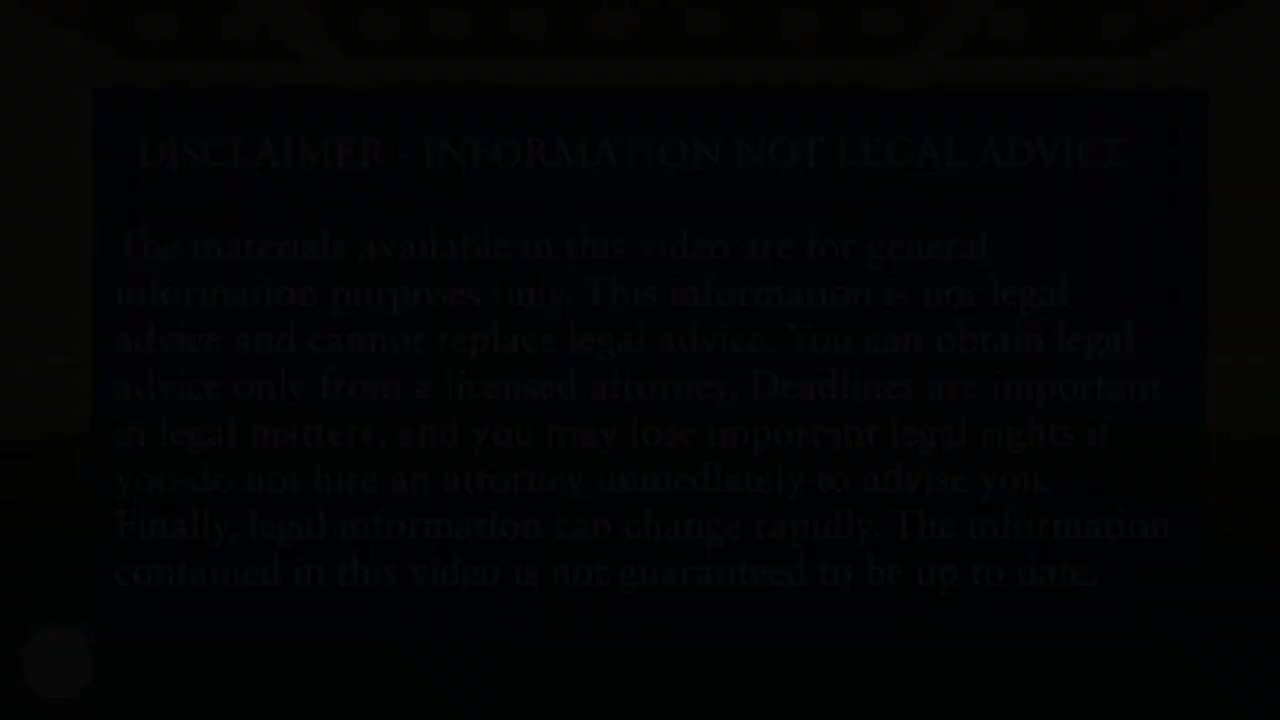 DISCLAIMER - INFORMATION NOT LEGAL ADVICE
The materials available in this video are for general
information purposes only. This information is not legal
advice and cannot replace legal advice. You can obtain legal
advice only from a licensed attorney. Deadlines are important
in legal matters, and you may lose important legal rights if
you do not hire an attorney immediately to advise you.
Finally, legal information can change rapidly. The information
contained in this video is not guaranteed to be up to date.